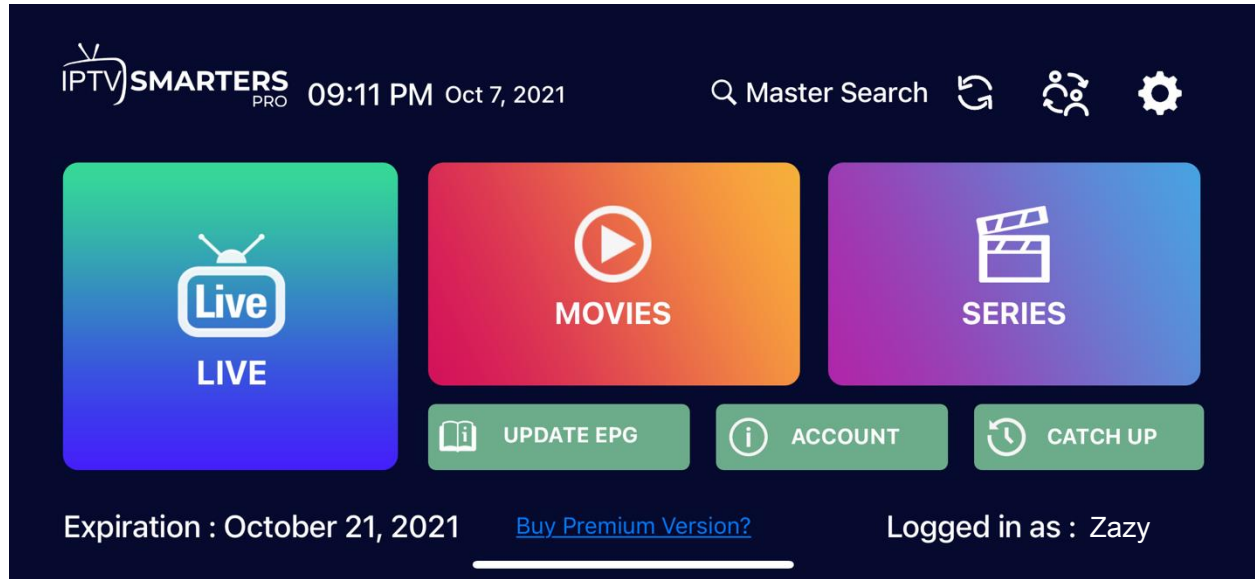 IPTV SMARTERS
PRO
09:11 PM Oct 7, 2021
Master Search
Live
LIVE
MOVIES
SERIES
UPDATE EPG
ACCOUNT
CATCH UP
Expiration : October 21, 2021
Buy Premium Version?
Logged in as : Zazy